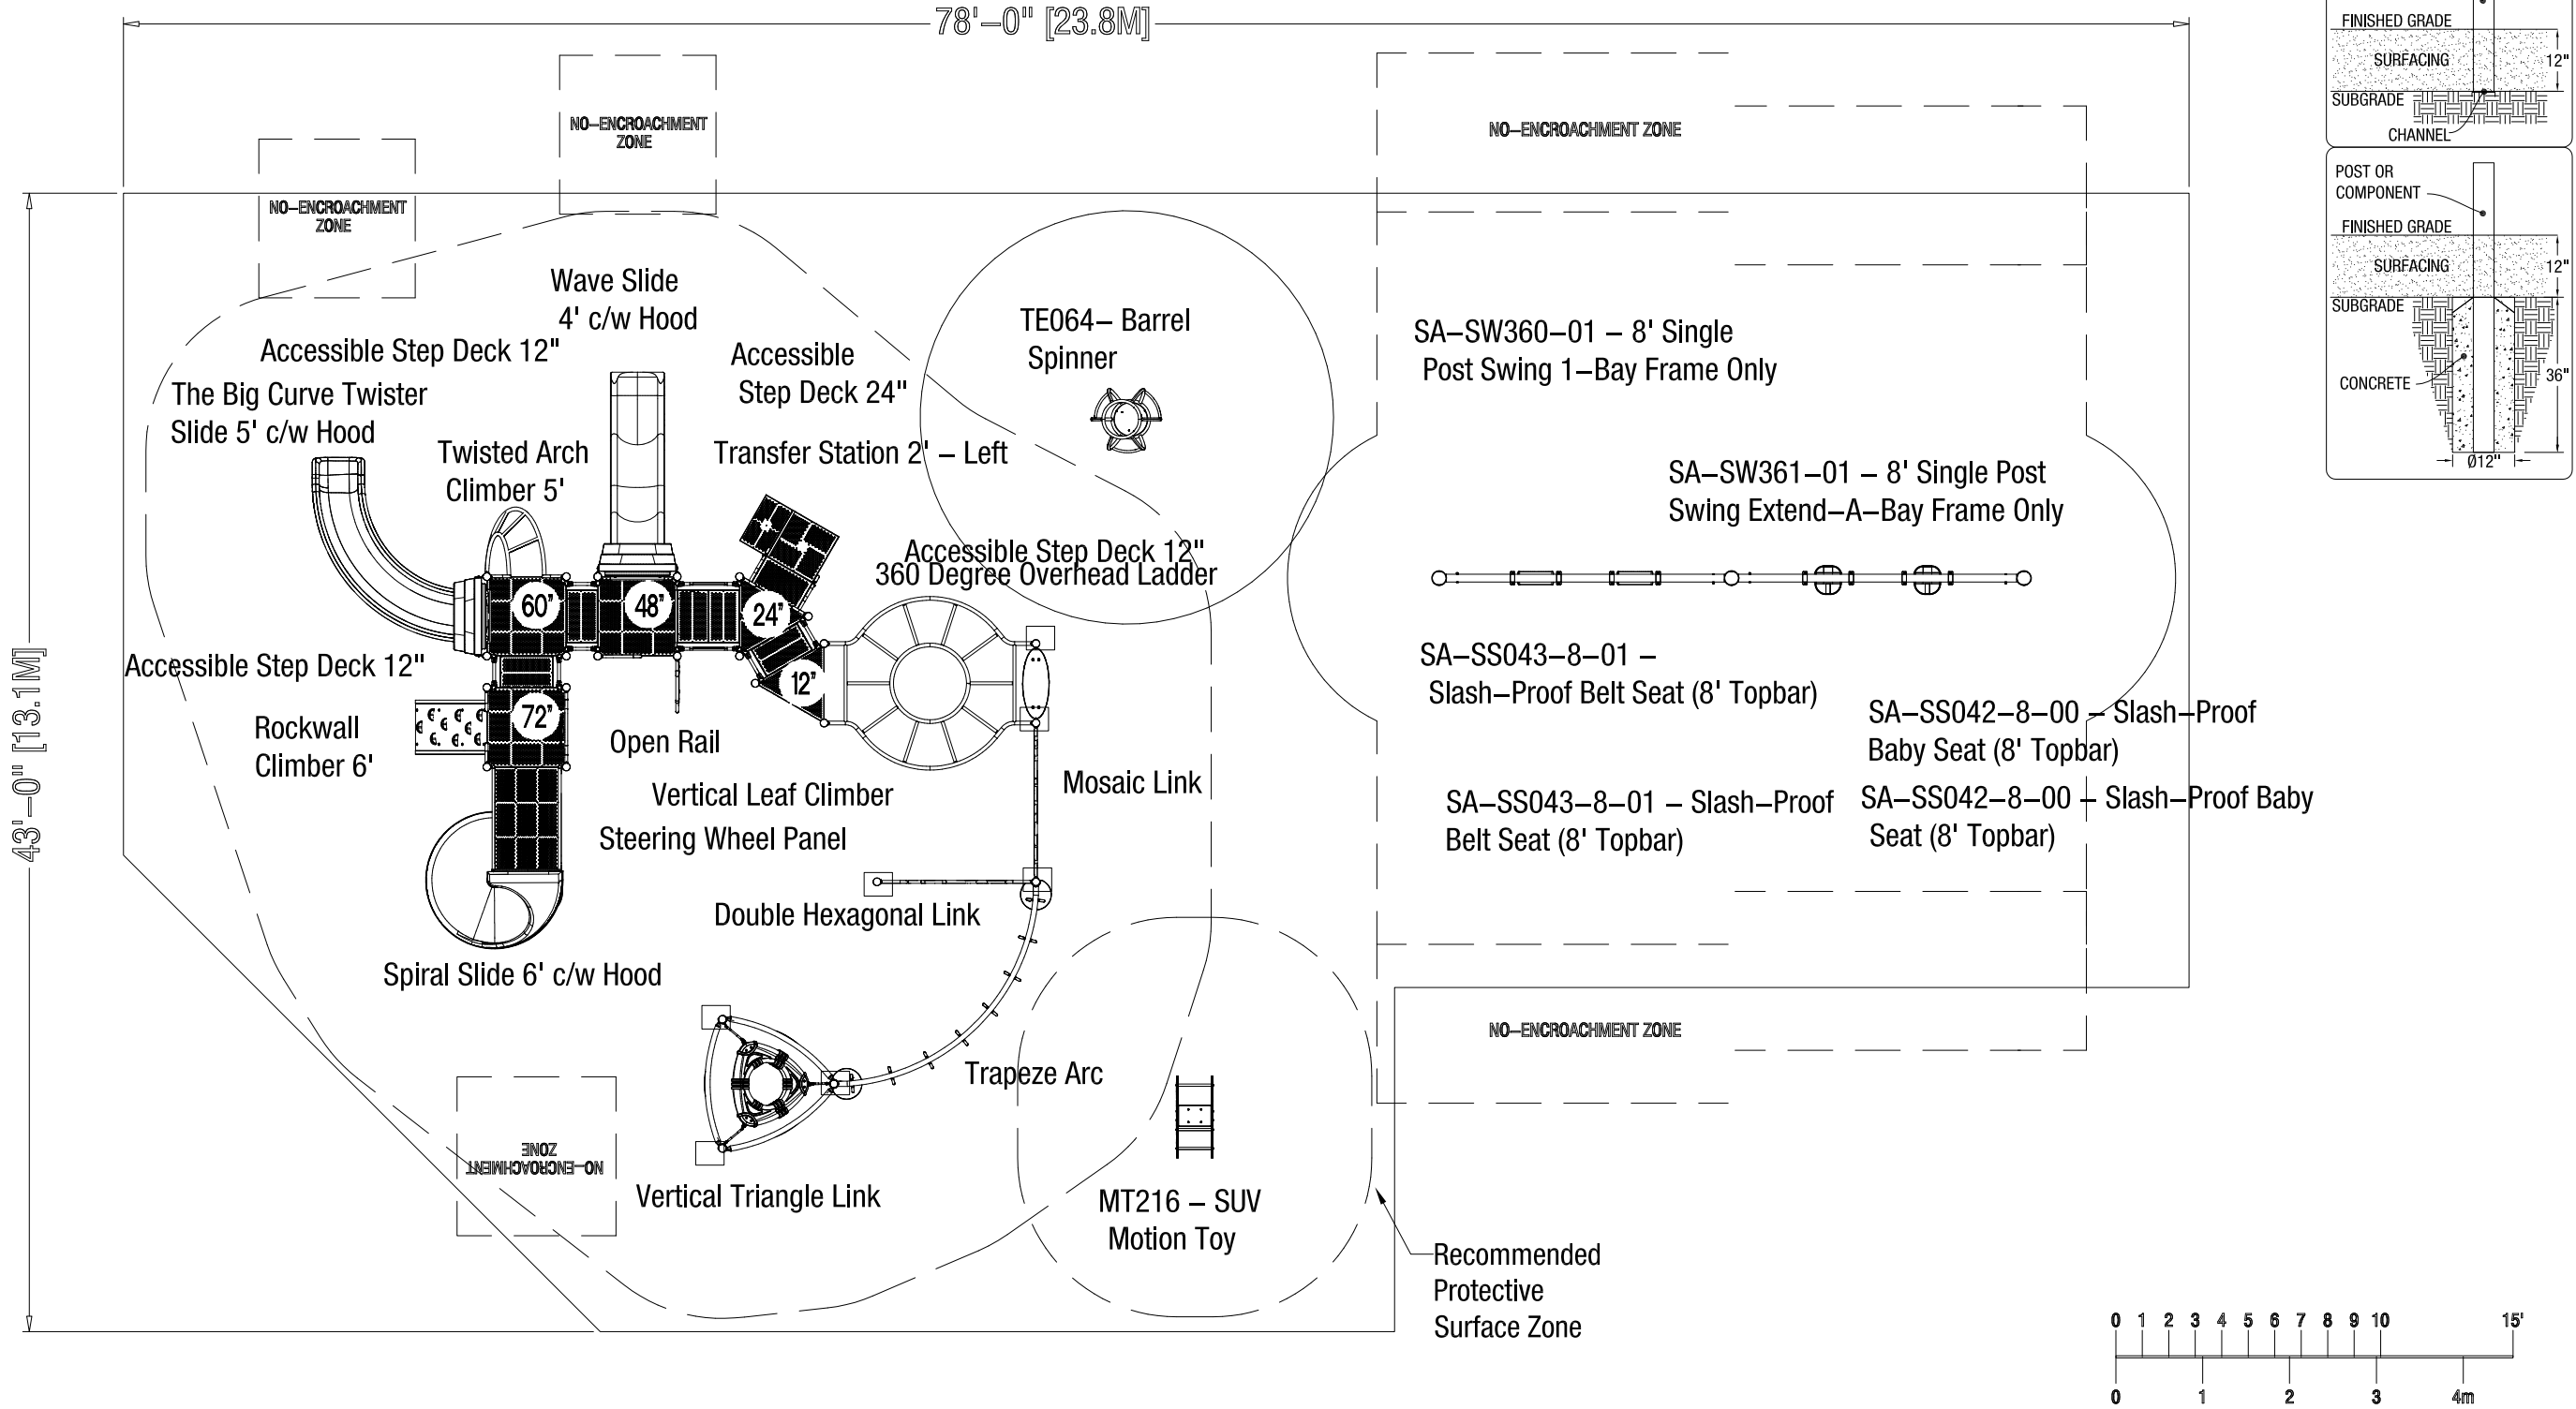 78'–0" [23.8M]
FINISHED GRADE
SURFACING
12"
SUBGRADE
CHANNEL
POST OR
COMPONENT
FINISHED GRADE
SURFACING
12"
SUBGRADE
CONCRETE
36"
Ø12"
NO–ENCROACHMENT
ZONE
NO–ENCROACHMENT
ZONE
NO–ENCROACHMENT ZONE
Wave Slide
4' c/w Hood
Accessible Step Deck 12"
The Big Curve Twister
Slide 5' c/w Hood
Accessible
Step Deck 24"
TE064– Barrel
Spinner
SA–SW360–01 – 8' Single
Post Swing 1–Bay Frame Only
Twisted Arch
Climber 5'
Transfer Station 2' – Left
SA–SW361–01 – 8' Single Post
Swing Extend–A–Bay Frame Only
Accessible Step Deck 12"
360 Degree Overhead Ladder
60"
48"
24"
12"
72"
43'–0" [13.1M]
Accessible Step Deck 12"
Rockwall
Climber 6'
Open Rail
Vertical Leaf Climber
Steering Wheel Panel
Mosaic Link
SA–SS043–8–01 –
Slash–Proof Belt Seat (8' Topbar)
SA–SS042–8–00 – Slash–Proof
Baby Seat (8' Topbar)
SA–SS043–8–01 – Slash–Proof
Belt Seat (8' Topbar)
SA–SS042–8–00 – Slash–Proof Baby
Seat (8' Topbar)
Double Hexagonal Link
Spiral Slide 6' c/w Hood
NO–ENCROACHMENT ZONE
Trapeze Arc
NO–ENCROACHMENT
ZONE
Vertical Triangle Link
MT216 – SUV
Motion Toy
Recommended
Protective
Surface Zone
0 1 2 3 4 5 6 7 8 9 10 15'
0 1 2 3 4m